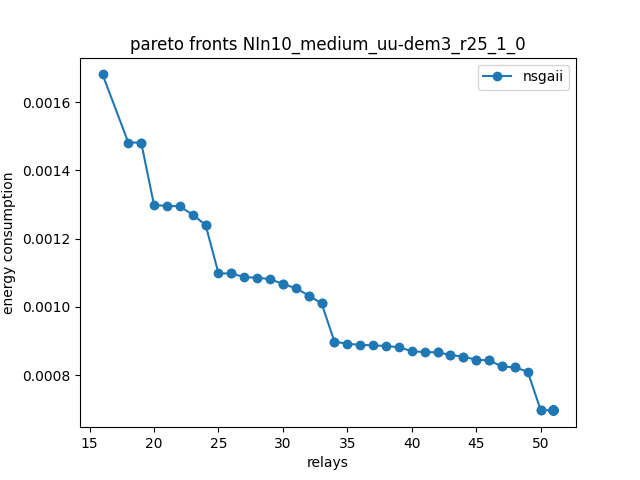 pareto fronts NIn10_medium_uu-dem3_r25_1_0
nsgaii
energy consumption
0.0016
0.0014
0.0012
0.0010
0.0008
15 20 25 30 35 40 45 50
relays